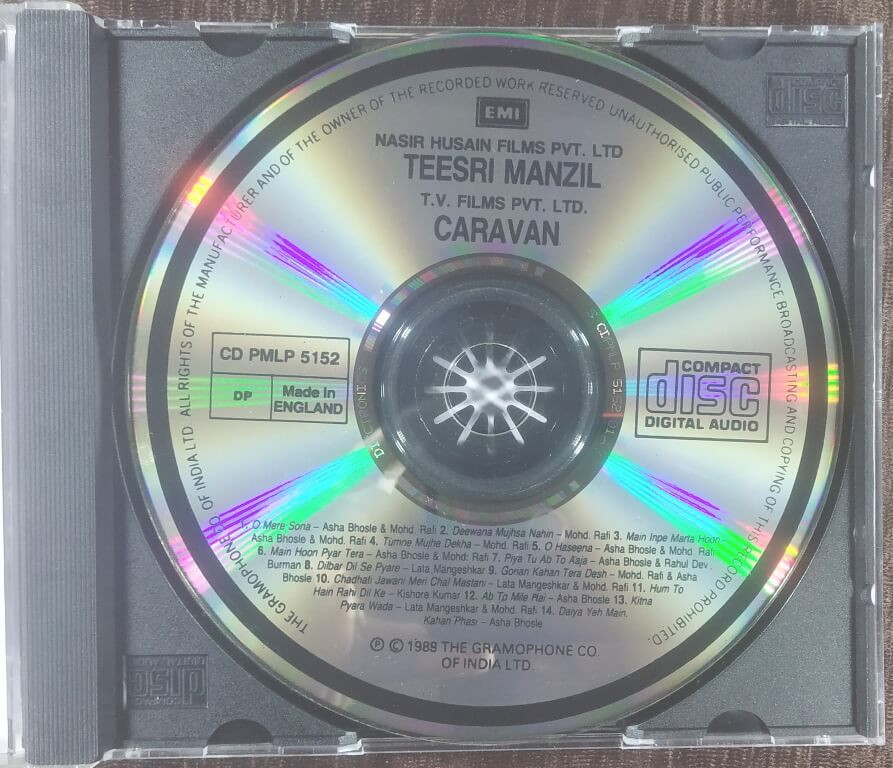 EMI
NASIR HUSAIN FILMS PVT. LTD
TEESRI MANZIL
T.V. FILMS PVT. LTD.
CARAVAN
CD PMLP 5152
DP
Made in
ENGLAND
COMPACT
disc
DIGITAL AUDIO
1. O Mere Sona – Asha Bhosle & Mohd. Rafi 2. Deewana Mujhsa Nahin – Mohd. Rafi 3. Main Inpe Marta Hoon –
Asha Bhosle & Mohd. Rafi 4. Tumne Mujhe Dekha – Mohd. Rafi 5. O Haseena – Asha Bhosle & Mohd. Rafi
6. Main Hoon Pyar Tera – Asha Bhosle & Mohd. Rafi 7. Piya Tu Ab To Aaja – Asha Bhosle & Rahul Dev.
Burman 8. Dilbar Dil Se Pyare – Lata Mangeshkar 9. Gorian Kahan Tera Desh – Mohd. Rafi & Asha
Bhosle 10. Chadhati Jawani Meri Chal Mastani – Lata Mangeshkar & Mohd. Rafi 11. Hum To
Hain Rahi Dil Ke – Kishore Kumar 12. Ab To Mile Hai – Asha Bhosle 13. Kitna
Pyara Wada – Lata Mangeshkar & Mohd. Rafi 14. Daiya Yeh Main.
Kahan Phasi – Asha Bhosle
Ⓟ © 1989 THE GRAMOPHONE CO.
OF INDIA LTD.
THE GRAMOPHONE CO. OF INDIA LTD. ALL RIGHTS OF THE MANUFACTURER AND OF THE OWNER OF THE RECORDED WORK RESERVED UNAUTHORISED PUBLIC PERFORMANCE BROADCASTING AND COPYING OF THIS RECORD PROHIBITED.
disc
COMPACT
disc
DIGITAL AUDIO